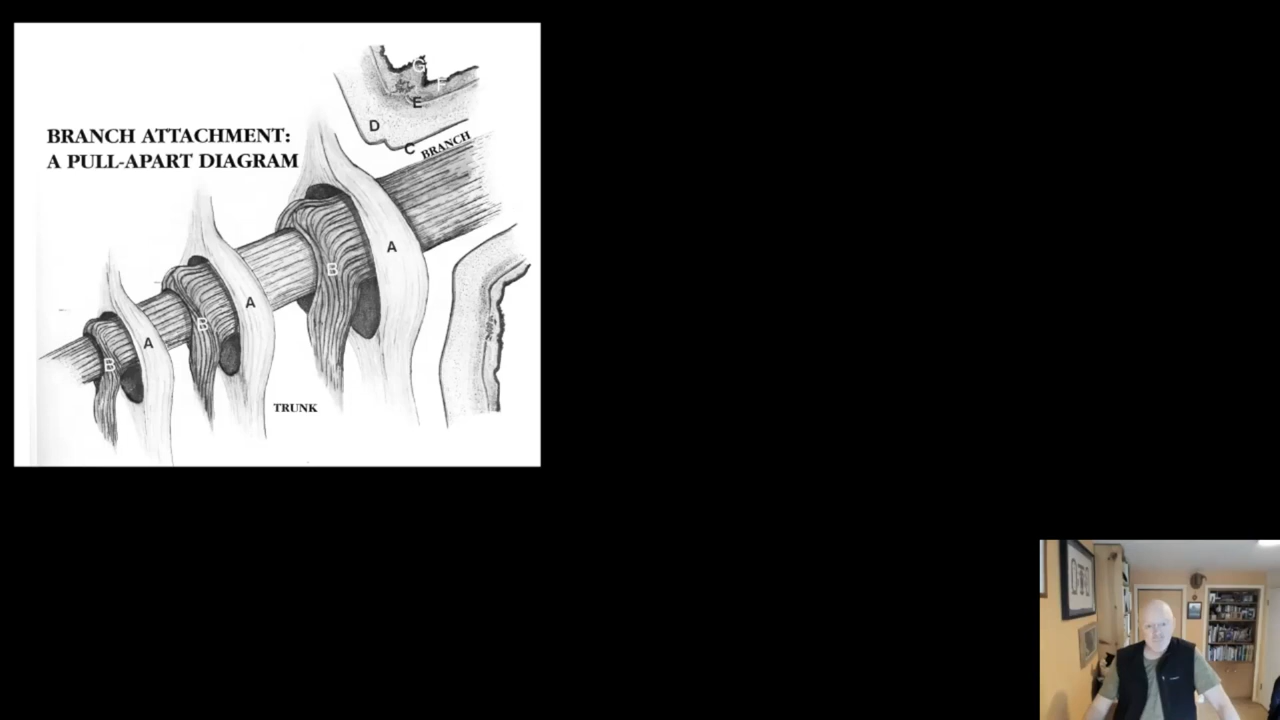 BRANCH ATTACHMENT:
A PULL-APART DIAGRAM
G
F
E
D
C
BRANCH
A
B
A
B
A
B
TRUNK